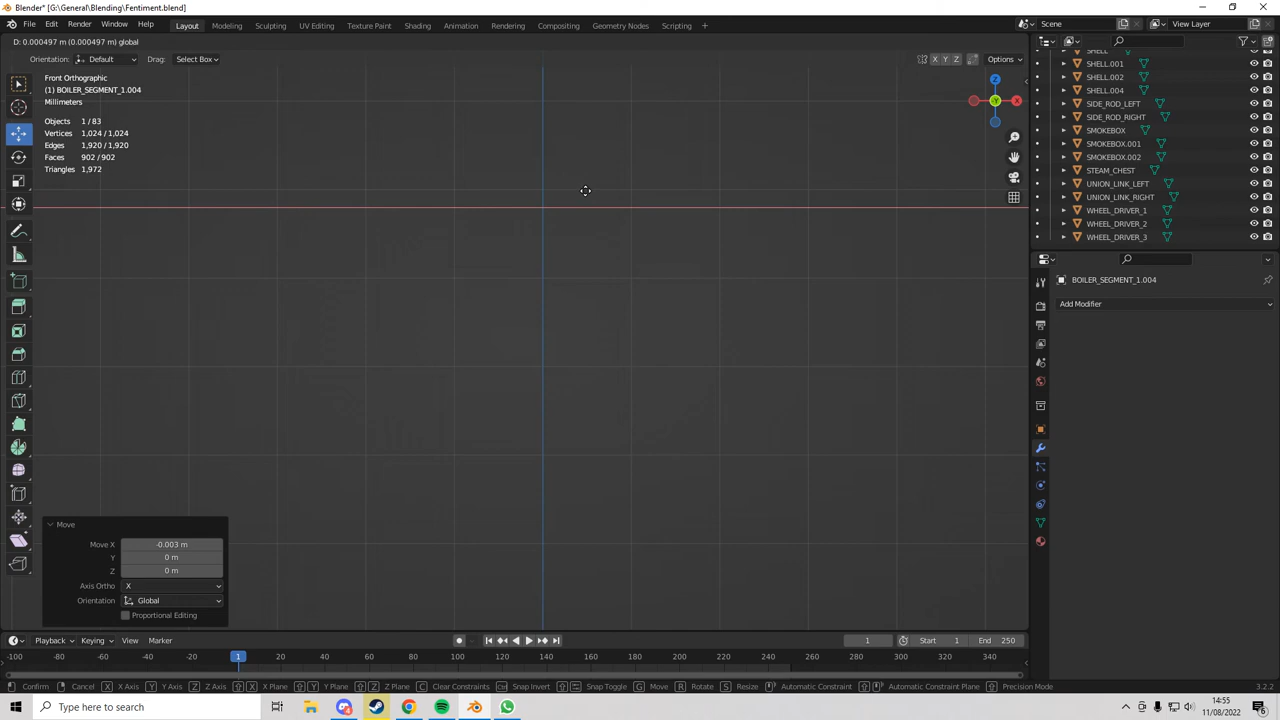 Blender* [G:\General\Blending\Fentiment.blend]
File Edit Render Window Help
Layout Modeling Sculpting UV Editing Texture Paint Shading Animation Rendering Compositing Geometry Nodes Scripting +
Scene
View Layer
D: 0.000497 m (0.000497 m) global
Orientation: Default Drag: Select Box
X Y Z Options
Front Orthographic
(1) BOILER_SEGMENT_1.004
Millimeters
Objects 1 / 83
Vertices 1,024 / 1,024
Edges 1,920 / 1,920
Faces 902 / 902
Triangles 1,972
Z
Y
X
SHELL
SHELL.001
SHELL.002
SHELL.004
SIDE_ROD_LEFT
SIDE_ROD_RIGHT
SMOKEBOX
SMOKEBOX.001
SMOKEBOX.002
STEAM_CHEST
UNION_LINK_LEFT
UNION_LINK_RIGHT
WHEEL_DRIVER_1
WHEEL_DRIVER_2
WHEEL_DRIVER_3
BOILER_SEGMENT_1.004
Add Modifier
Move
Move X -0.003 m
Y 0 m
Z 0 m
Axis Ortho X
Orientation Global
Proportional Editing
Playback Keying View Marker
1 Start 1 End 250
-100 -80 -60 -40 -20 1 20 40 60 80 100 120 140 160 180 200 220 240 260 280 300 320 340
Confirm Cancel X X Axis Y Y Axis Z Z Axis X X Plane Y Y Plane Z Z Plane C Clear Constraints Ctrl Snap Invert Snap Toggle G Move R Rotate S Resize Automatic Constraint Automatic Constraint Plane Precision Mode 3.2.2
Type here to search
14:55
11/08/2022
6